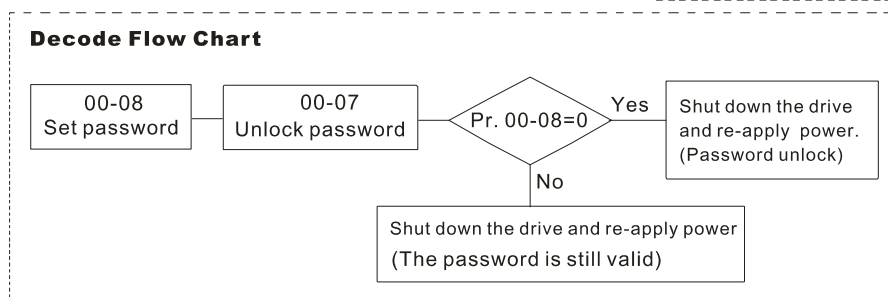 Decode Flow Chart
00-08
Set password
00-07
Unlock password
Pr. 00-08=0
Yes
Shut down the drive
and re-apply power.
(Password unlock)
No
Shut down the drive and re-apply power
(The password is still valid)